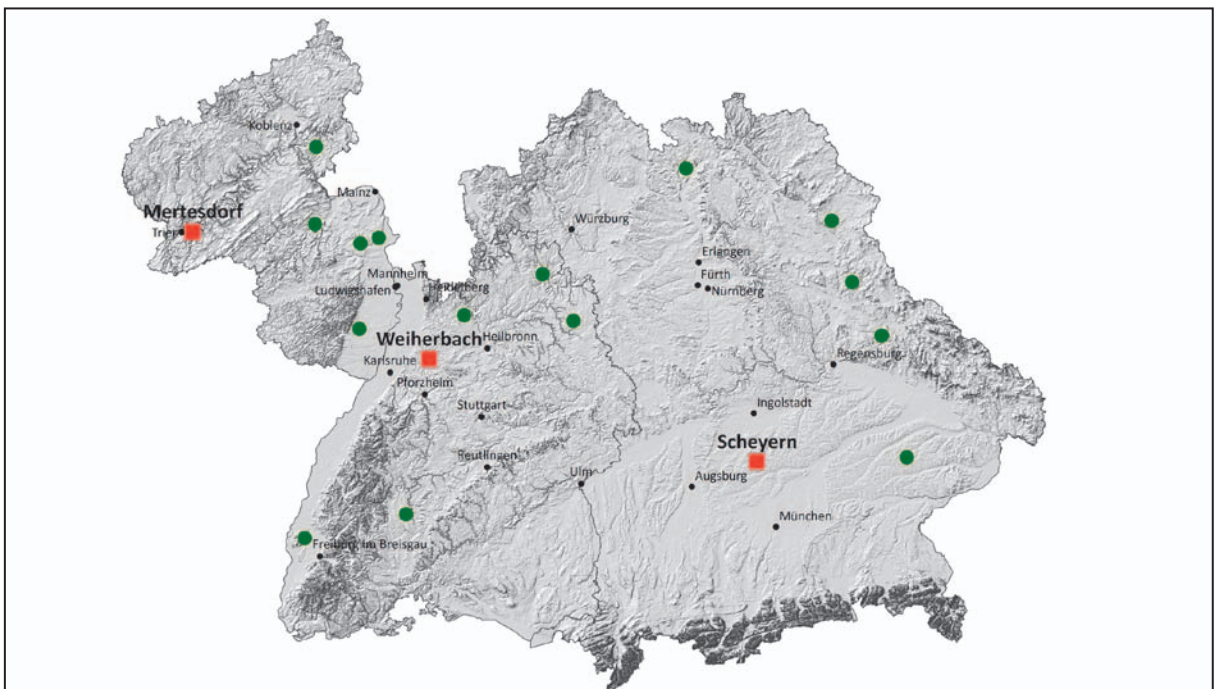 Koblenz
Mainz
Mertesdorf
Trier
Würzburg
Erlangen
Fürth
Nürnberg
Mannheim
Ludwigshafen
Heidelberg
Weiherbach
Heilbronn
Karlsruhe
Regensburg
Pforzheim
Stuttgart
Ingolstadt
Scheyern
Reutlingen
Ulm
Augsburg
München
Freiburg im Breisgau